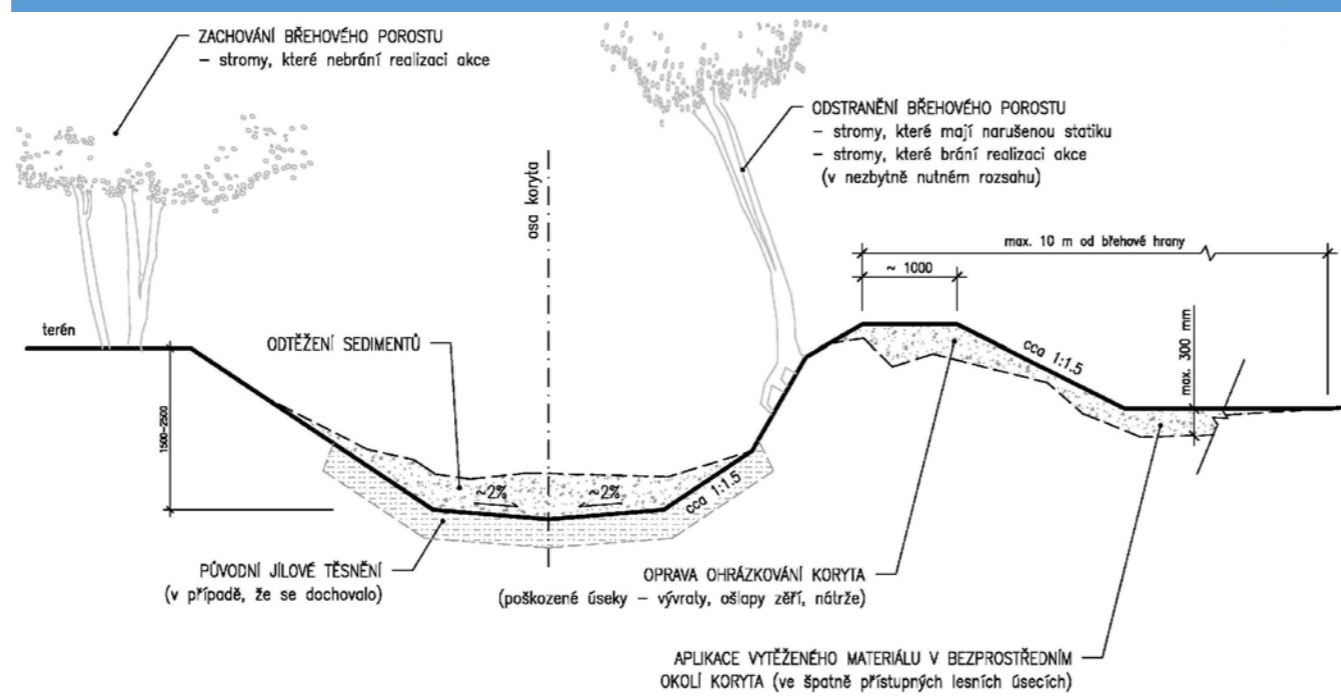 ZACHOVÁNÍ BŘEHOVÉHO POROSTU
– stromy, které nebrání realizaci akce
ODSTRANĚNÍ BŘEHOVÉHO POROSTU
– stromy, které mají narušenou statiku
– stromy, které brání realizaci akce
(v nezbytně nutném rozsahu)
osa koryta
max. 10 m od břehové hrany
~ 1000
terén
ODTĚŽENÍ SEDIMENTŮ
cca 1:1.5
max. 300 mm
1500–2500
~2%
~2%
cca 1:1.5
PŮVODNÍ JÍLOVÉ TĚSNĚNÍ
(v případě, že se dochovalo)
OPRAVA OHRÁZKOVÁNÍ KORYTA
(poškozené úseky – vývraty, ošlapy zěří, nátrže)
APLIKACE VYTĚŽENÉHO MATERIÁLU V BEZPROSTŘEDNÍM
OKOLÍ KORYTA (ve špatně přístupných lesních úsecích)